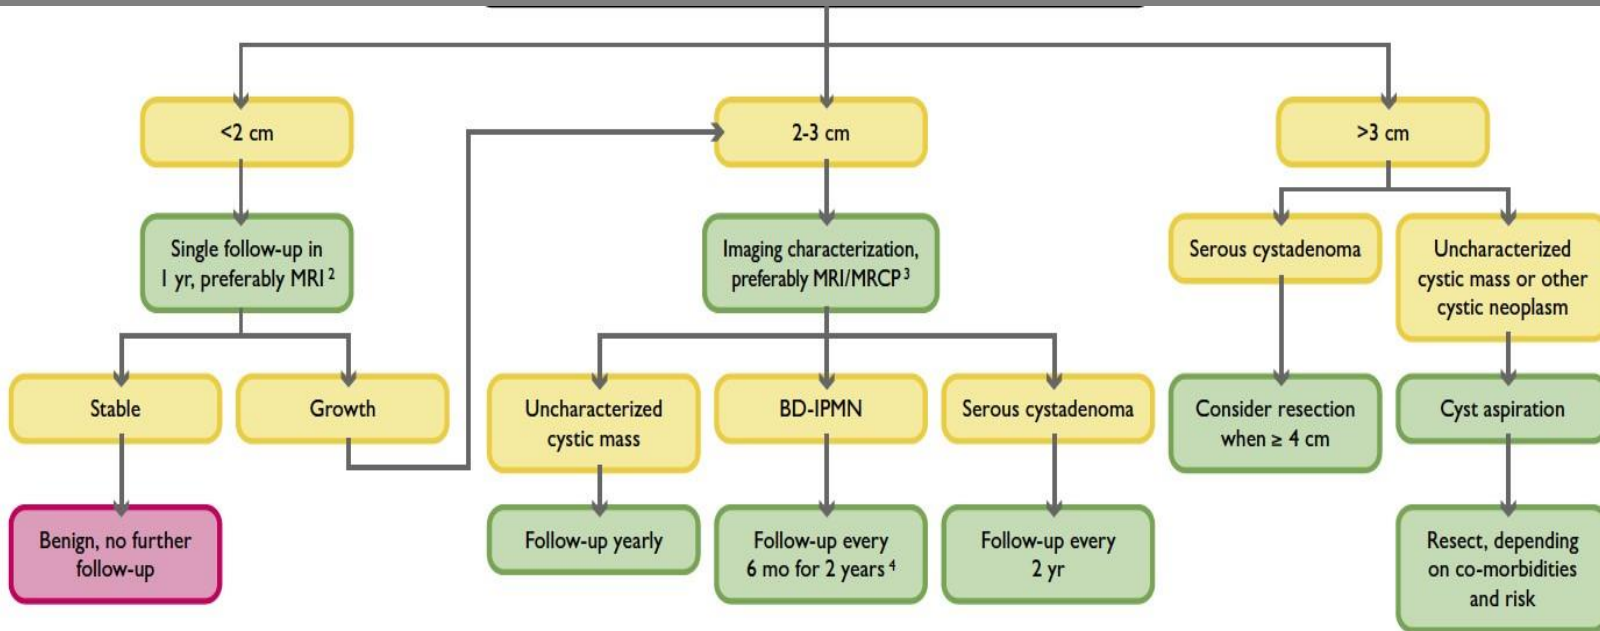 <2 cm
2-3 cm
>3 cm
Single follow-up in
1 yr, preferably MRI 2
Imaging characterization,
preferably MRI/MRCP 3
Serous cystadenoma
Uncharacterized
cystic mass or other
cystic neoplasm
Stable
Growth
Uncharacterized
cystic mass
BD-IPMN
Serous cystadenoma
Consider resection
when ≥ 4 cm
Cyst aspiration
Benign, no further
follow-up
Follow-up yearly
Follow-up every
6 mo for 2 years 4
Follow-up every
2 yr
Resect, depending
on co-morbidities
and risk